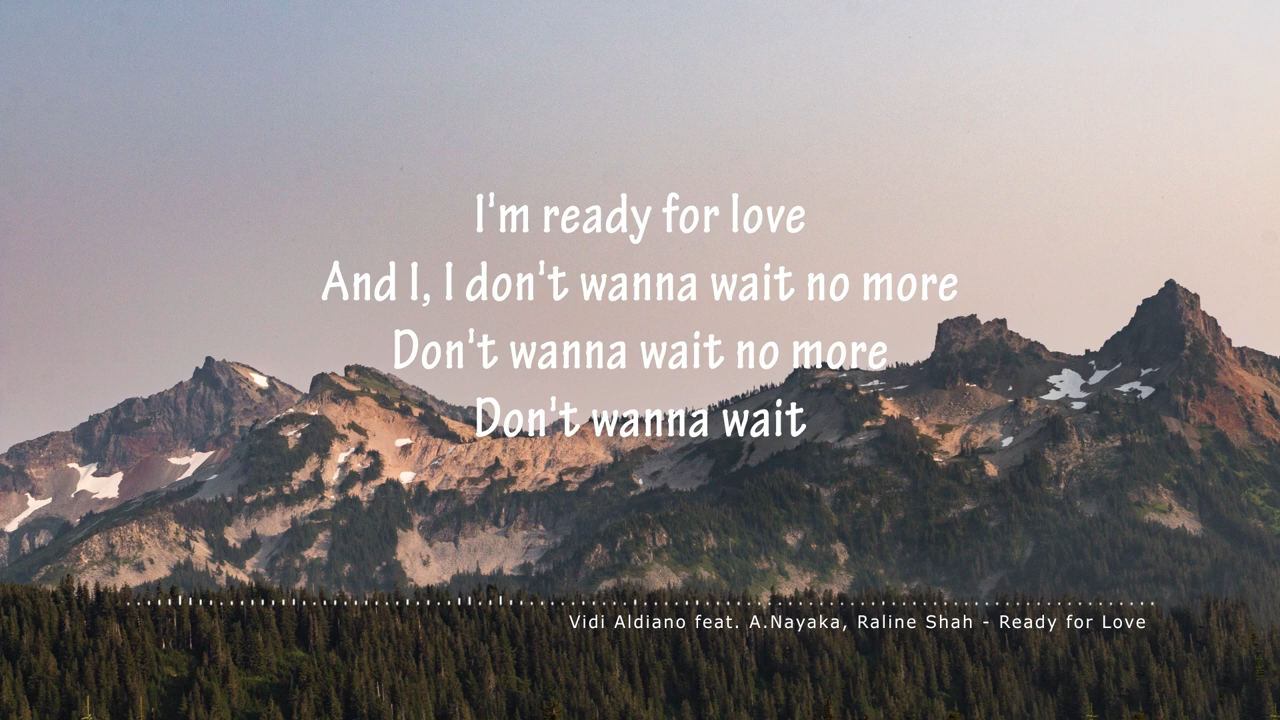 I'm ready for love
And I, I don't wanna wait no more
Don't wanna wait no more
Don't wanna wait
Vidi Aldiano feat. A.Nayaka, Raline Shah - Ready for Love